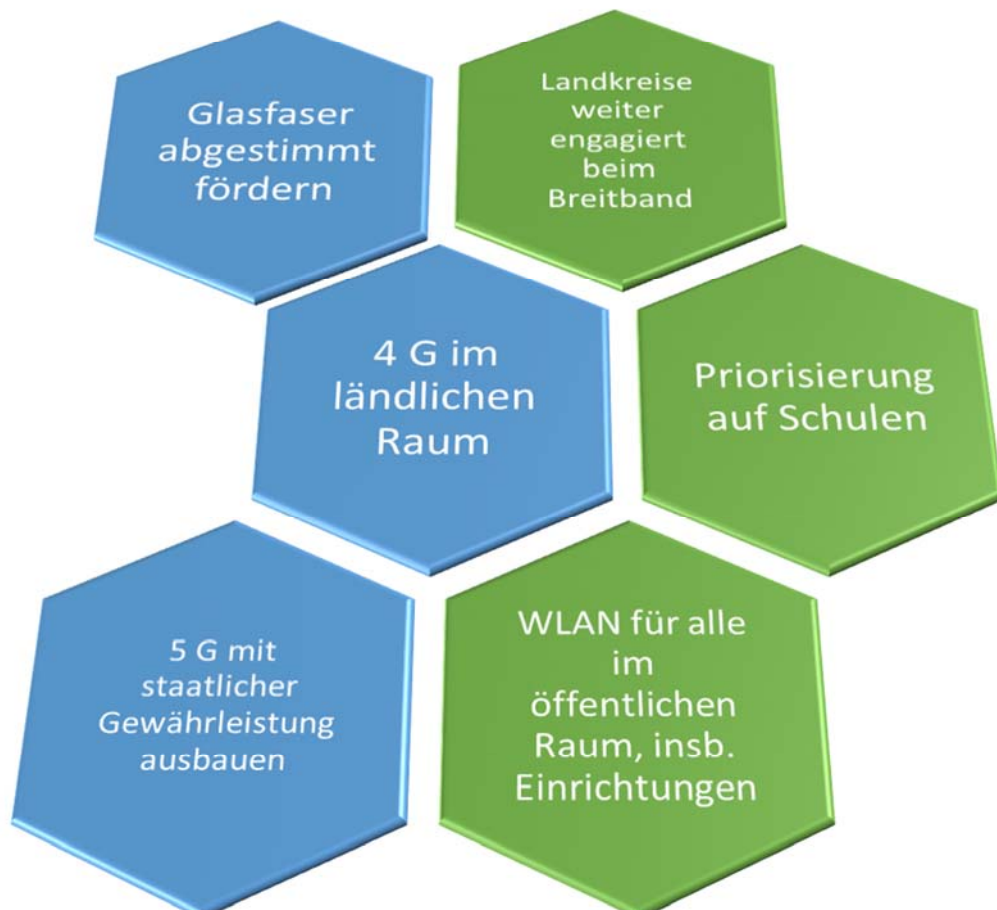 Glasfaser
abgestimmt
fördern
Landkreise
weiter
engagiert
beim
Breitband
4 G im
ländlichen
Raum
Priorisierung
auf Schulen
5 G mit
staatlicher
Gewährleistung
ausbauen
WLAN für alle
im
öffentlichen
Raum, insb.
Einrichtungen